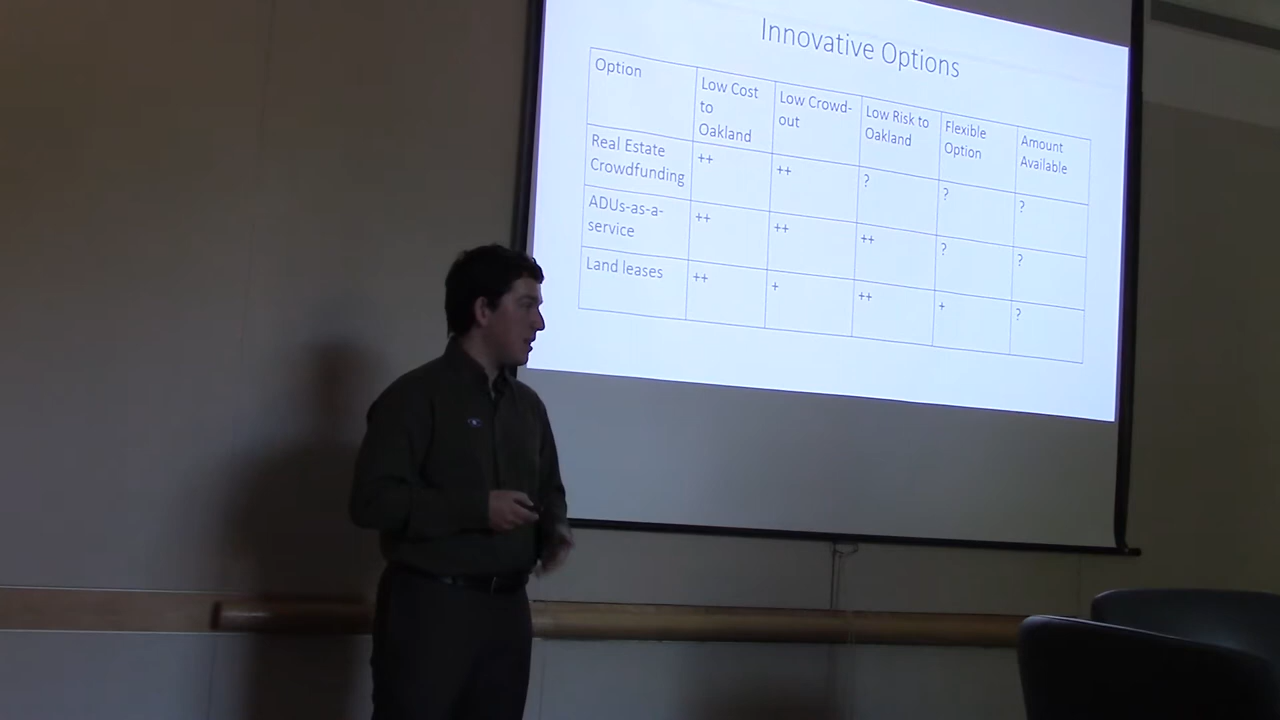 Innovative Options
Option
Low Cost
to
Oakland
Low Crowd-
out
Low Risk to
Oakland
Flexible
Option
Amount
Available
Real Estate
Crowdfunding
++
++
?
?
?
ADUs-as-a-
service
++
++
++
?
?
Land leases
++
+
++
+
?